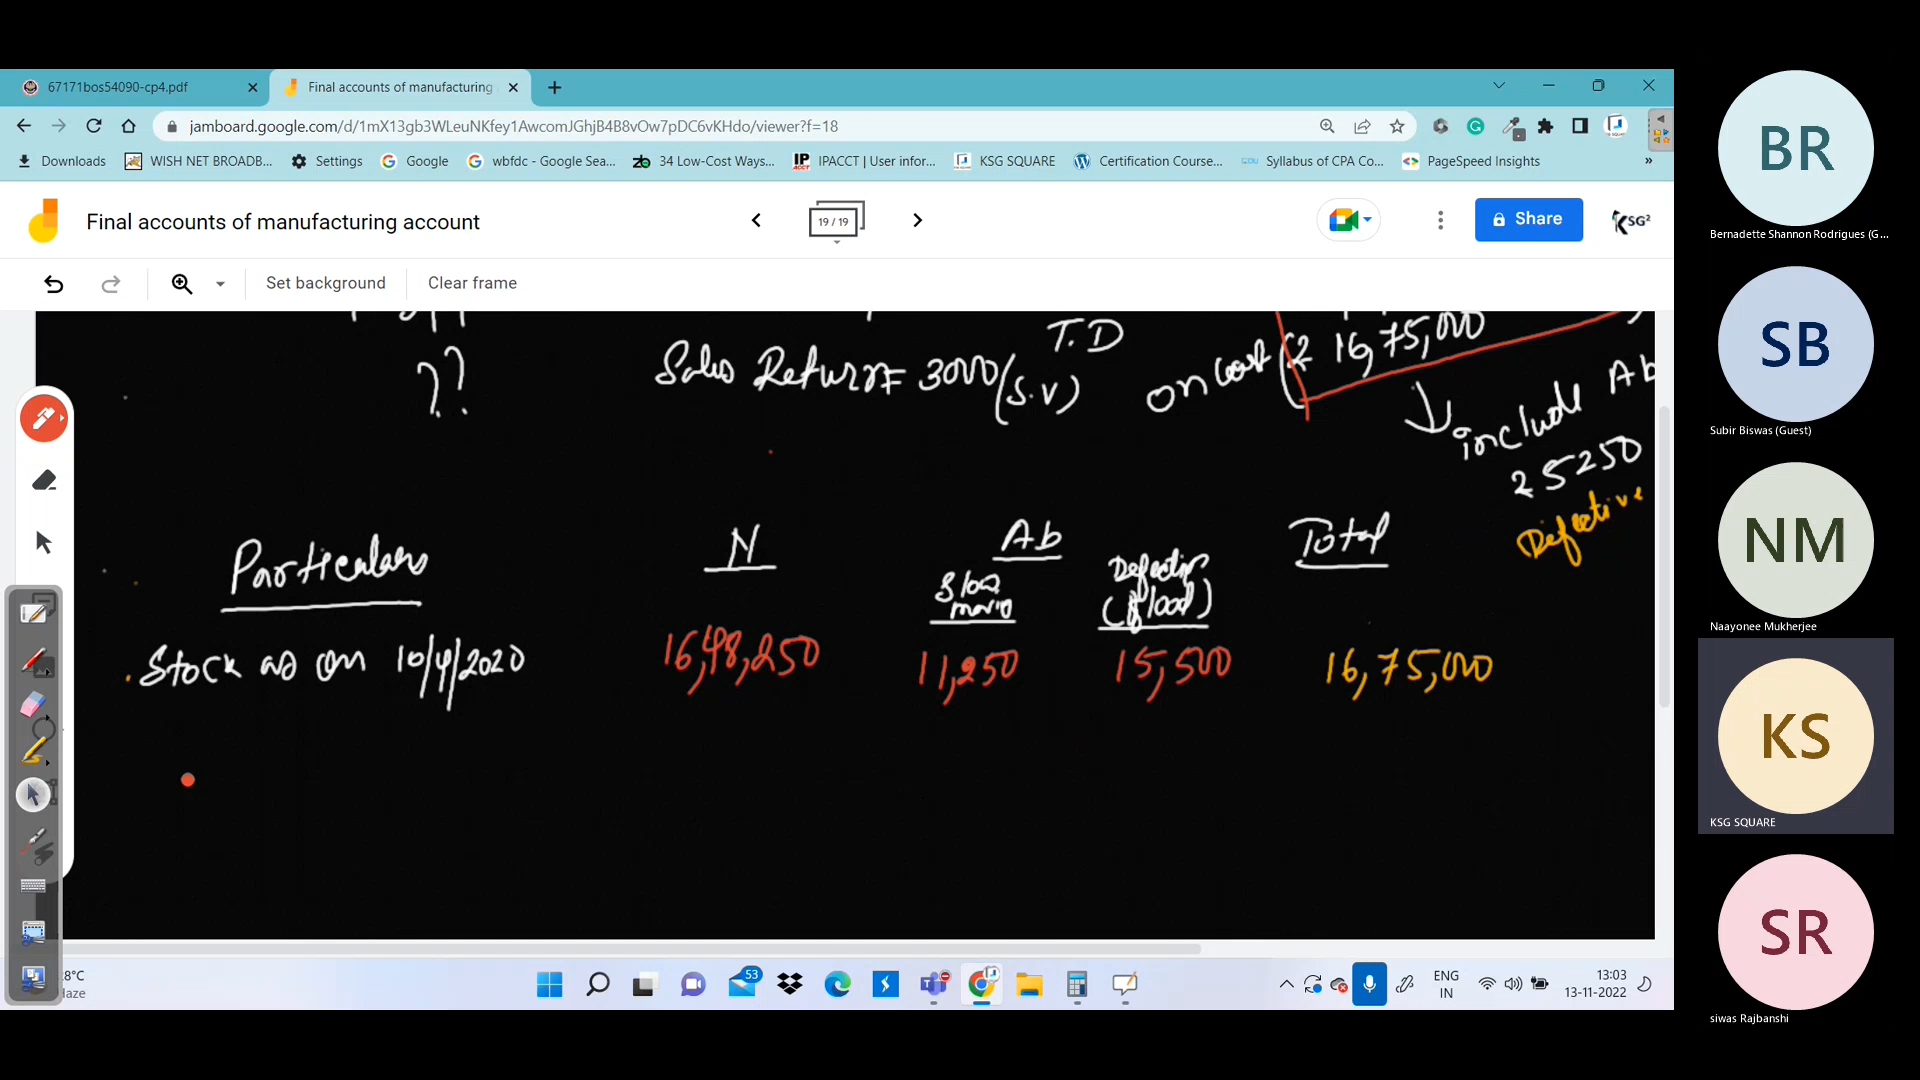 67171bos54090-cp4.pdf
Final accounts of manufacturing
jamboard.google.com/d/1mX13gb3WLeuNKfey1AwcomJGhjB4B8vOw7pDC6vKHdo/viewer?f=18
Downloads WISH NET BROADB... Settings Google wbfdc - Google Sea... 34 Low-Cost Ways... IPACCT | User infor... KSG SQUARE Certification Course... Syllabus of CPA Co... PageSpeed Insights »
Final accounts of manufacturing account
19 / 19
Share
KSG²
Set background Clear frame
T.D
?? Sales Return = 3000 (S.V) on cost (₹ 16,75,000
include Ab
25250
Defective
Particulars N Ab Total
Slow Defective
moving (flood)
Stock as on 10/4/2020 16,48,250 11,250 15,500 16,75,000
8°C
Haze
53
ENG
IN
13:03
13-11-2022
BR
Bernadette Shannon Rodrigues (G...
SB
Subir Biswas (Guest)
NM
Naayonee Mukherjee
KS
KSG SQUARE
SR
siwas Rajbanshi